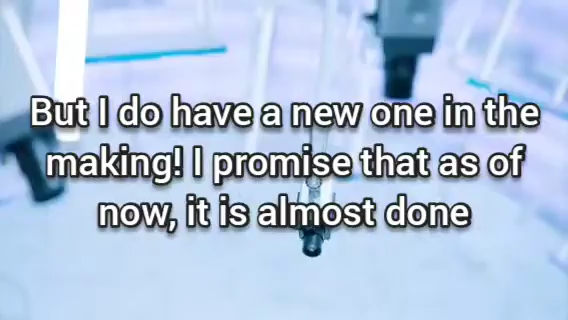 But I do have a new one in the
making! I promise that as of
now, it is almost done